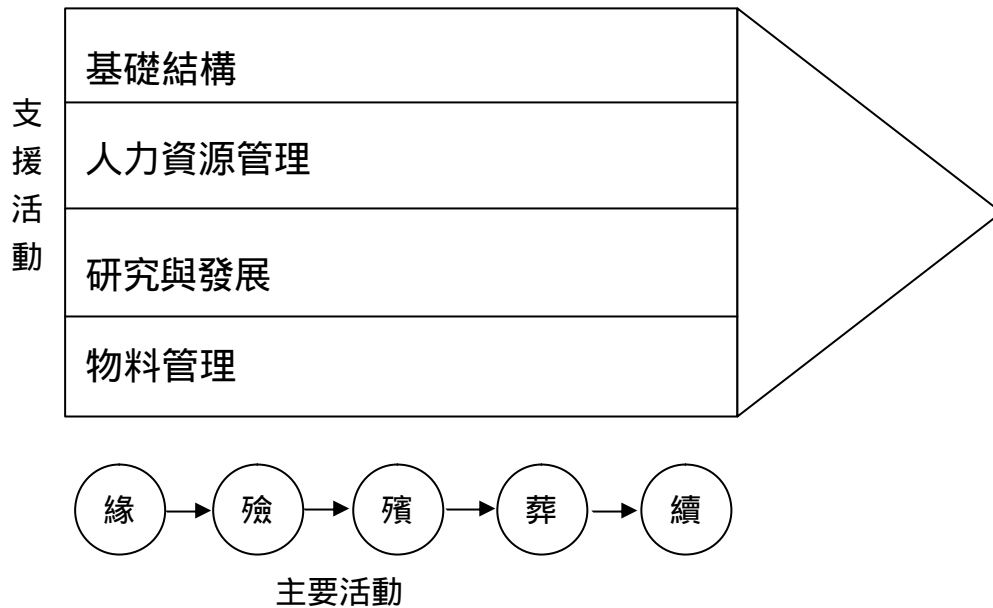 支援活動
基礎結構
人力資源管理
研究與發展
物料管理
緣 殮 殯 葬 續
主要活動